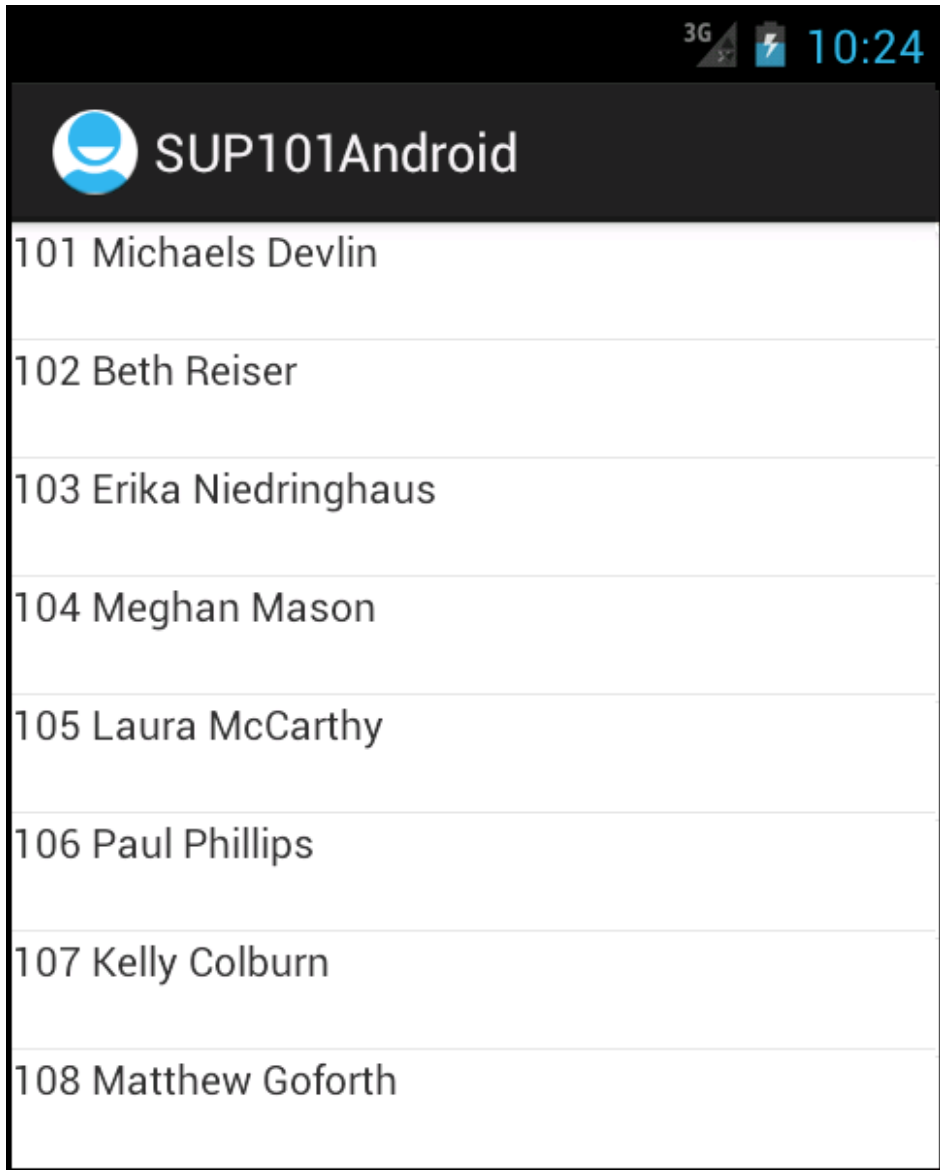 3G 10:24
SUP101Android
101 Michaels Devlin
102 Beth Reiser
103 Erika Niedringhaus
104 Meghan Mason
105 Laura McCarthy
106 Paul Phillips
107 Kelly Colburn
108 Matthew Goforth